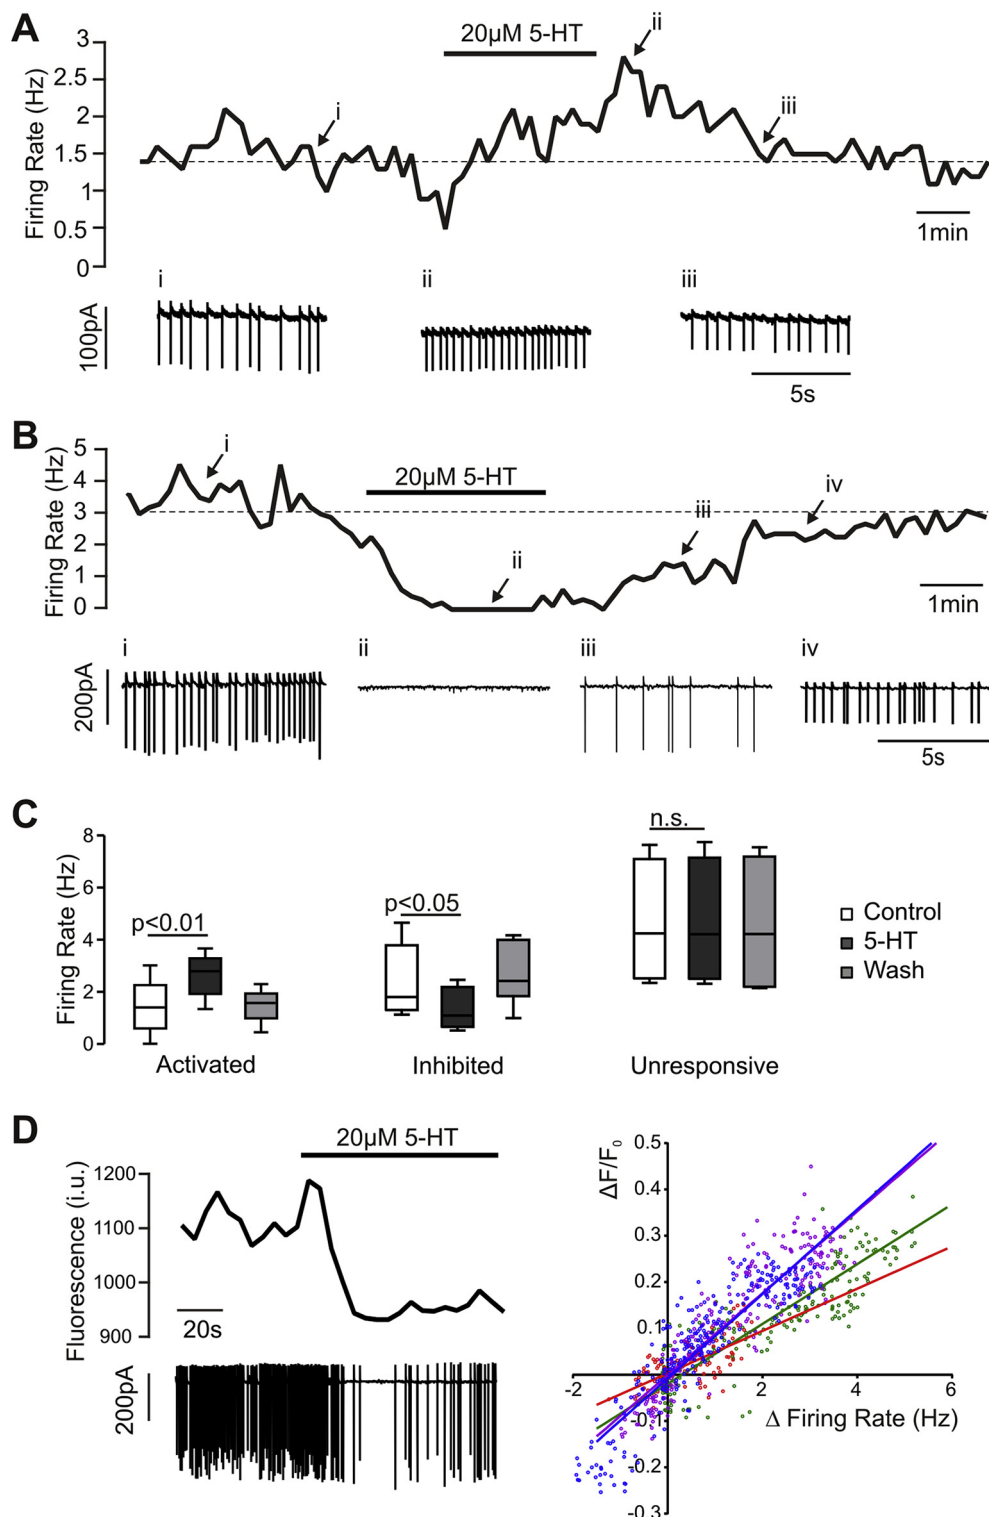 A
20µM 5-HT
ii
i
iii
Firing Rate (Hz)
3
2.5
2
1.5
1
0.5
0
1min
i
ii
iii
100pA
5s
B
20µM 5-HT
i
ii
iii
iv
Firing Rate (Hz)
5
4
3
2
1
0
1min
i
ii
iii
iv
200pA
5s
C
Firing Rate (Hz)
8
6
4
2
0
p<0.01
p<0.05
n.s.
Control
5-HT
Wash
Activated
Inhibited
Unresponsive
D
20µM 5-HT
Fluorescence (i.u.)
1200
1100
1000
900
20s
200pA
ΔF/F0
0.5
0.4
0.3
0.2
0.1
-2
2
4
6
-0.1
-0.2
-0.3
Δ Firing Rate (Hz)